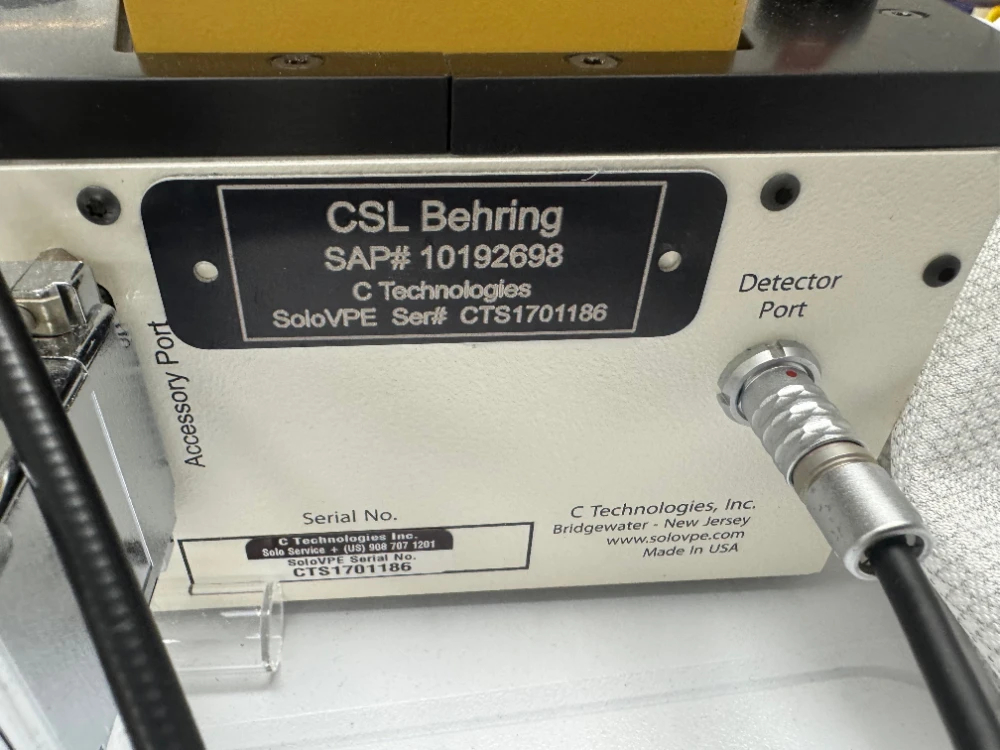 CSL Behring
SAP# 10192698
C Technologies
SoloVPE Ser# CTS1701186
Detector
Port
Accessory Port
Serial No.
C Technologies Inc.
Solo Service + (US) 908 707 1201
SoloVPE Serial No.
CTS1701186
C Technologies, Inc.
Bridgewater - New Jersey
www.solovpe.com
Made In USA